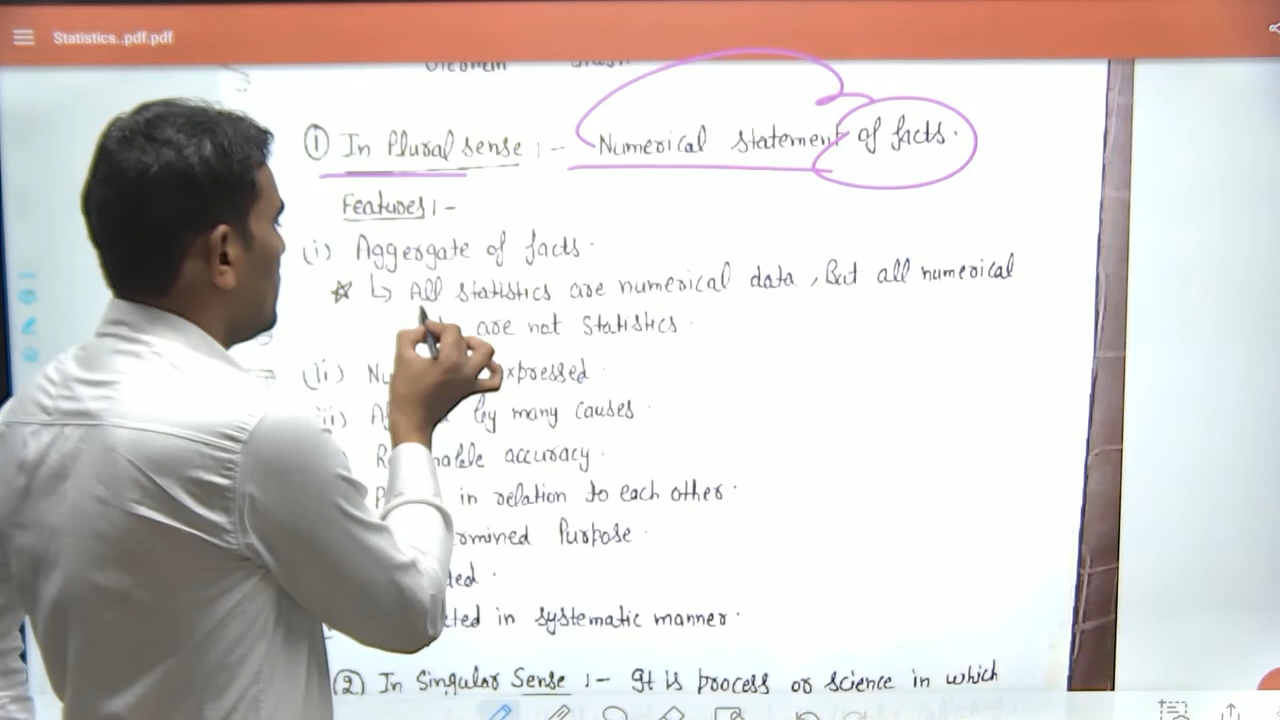 Statistics..pdf.pdf
① In Plural sense :- Numerical statement of facts.
Features :-
(i) Aggergate of facts.
↳ All statistics are numerical data, But all numerical
are not statistics.
(ii) expressed
by many causes.
accuracy.
in relation to each other.
Purpose.
in systematic manner.
② In Singular Sense :- It is process or science in which